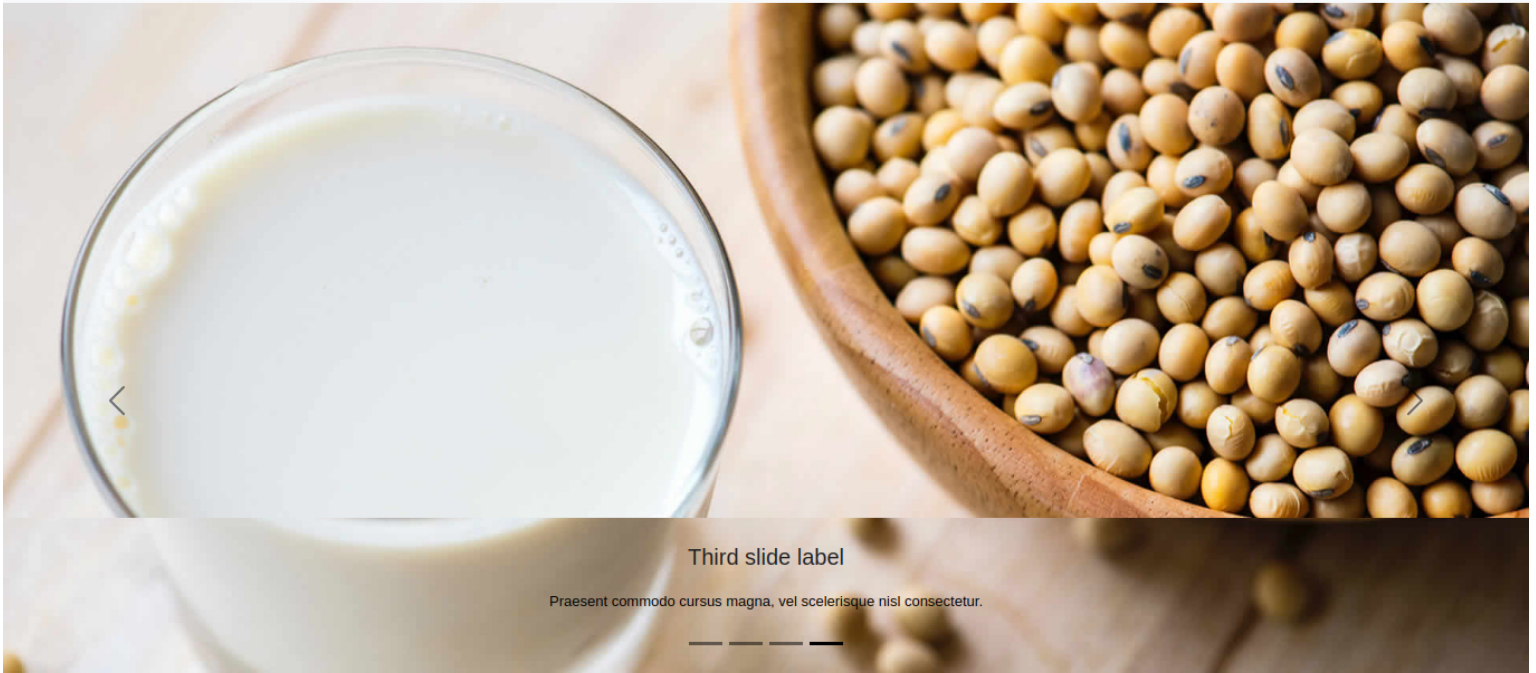 Third slide label
Praesent commodo cursus magna, vel scelerisque nisl consectetur.